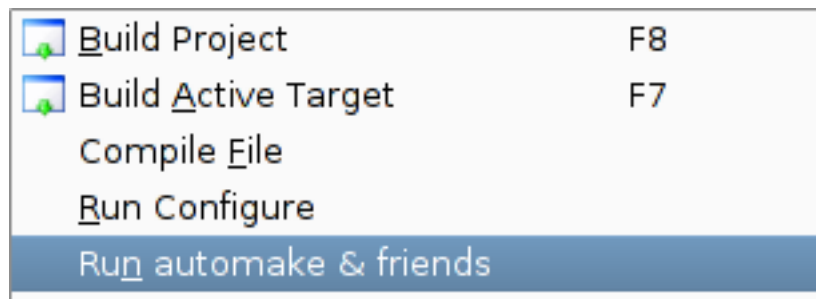 Build Project F8
Build Active Target F7
Compile File
Run Configure
Run automake & friends